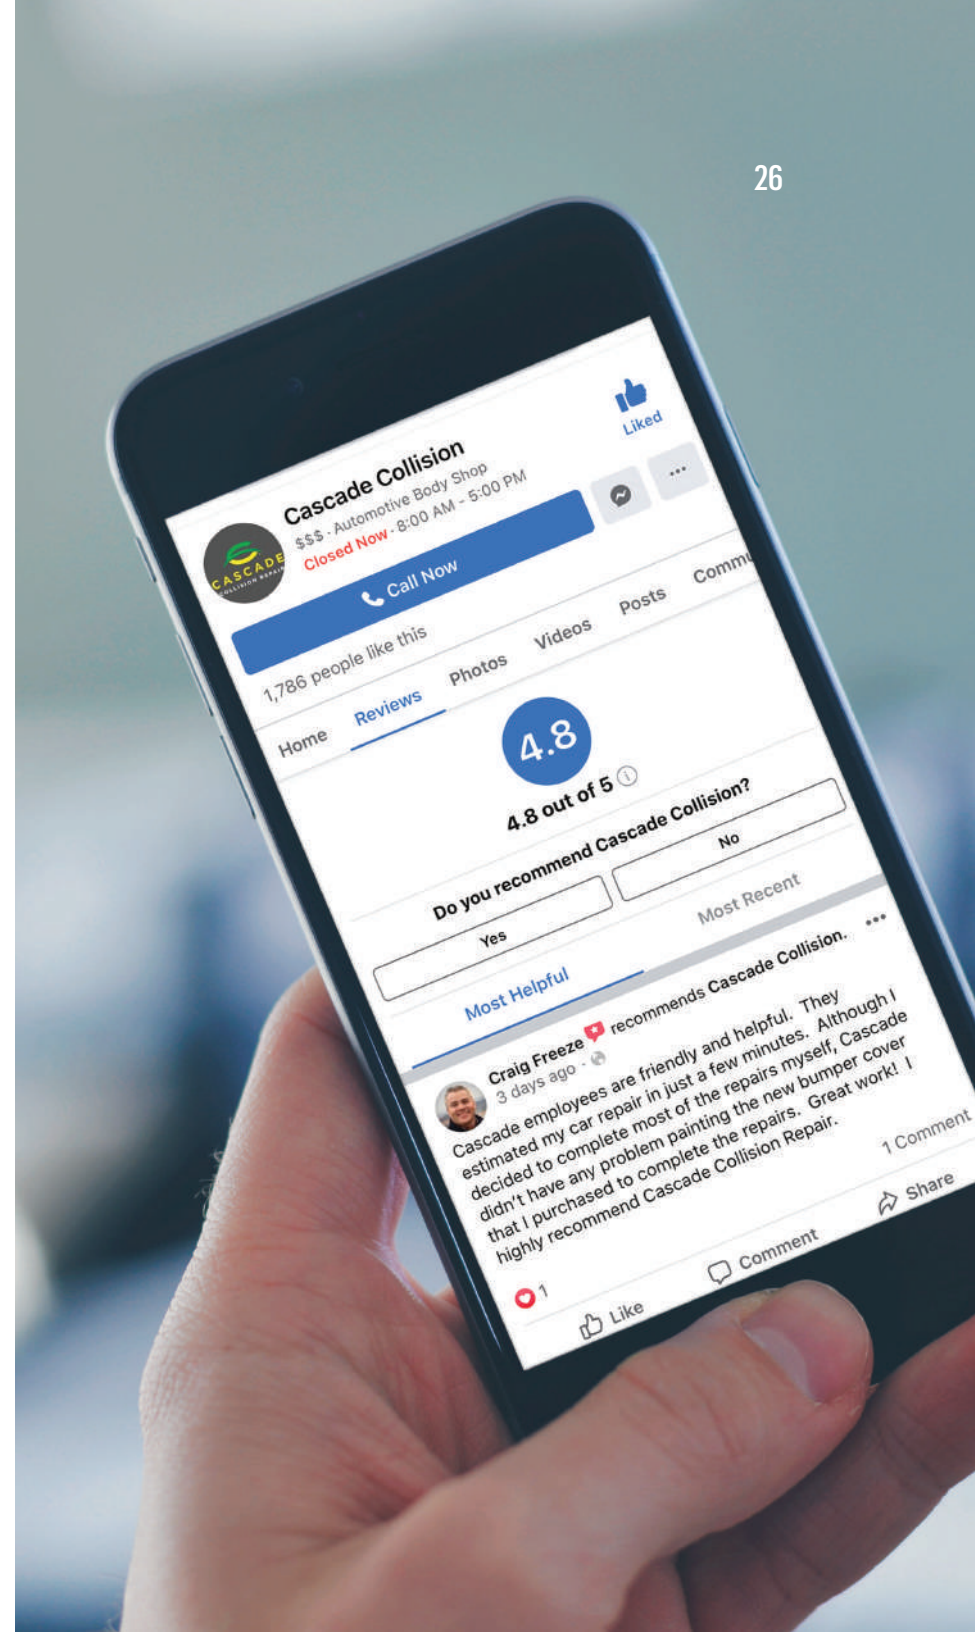 26
Cascade Collision
$$$ · Automotive Body Shop
Closed Now · 8:00 AM - 5:00 PM
Liked
CASCADE
COLLISION REPAIR
Call Now
1,786 people like this
Home Reviews Photos Videos Posts Commu
4.8
4.8 out of 5
Do you recommend Cascade Collision?
Yes No
Most Helpful Most Recent
Craig Freeze recommends Cascade Collision.
3 days ago ·
Cascade employees are friendly and helpful. They
estimated my car repair in just a few minutes. Although I
decided to complete most of the repairs myself, Cascade
didn't have any problem painting the new bumper cover
that I purchased to complete the repairs. Great work! I
highly recommend Cascade Collision Repair.
1 1 Comment
Like Comment Share